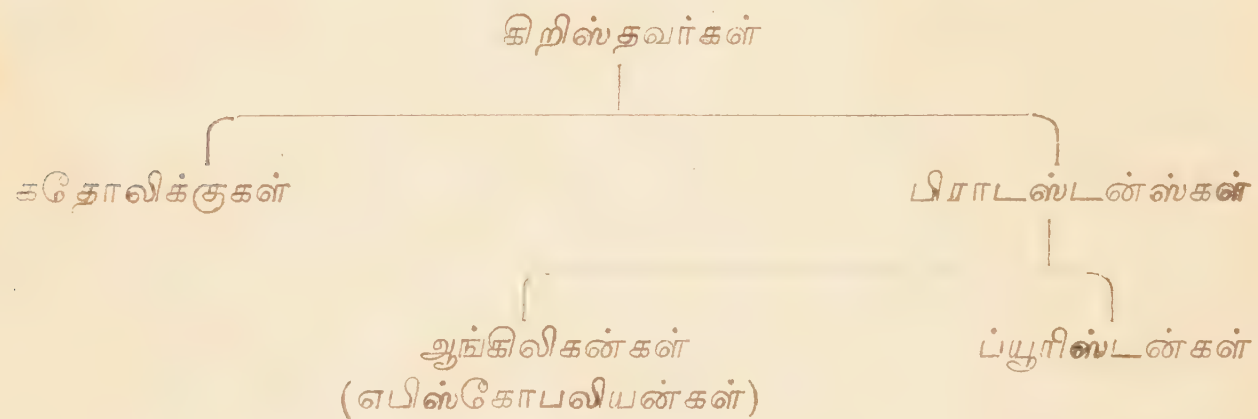 கிறிஸ்தவர்கள்
கதோலிக்குகள் பிராடஸ்டன்ஸ்கள்
ஆங்கிலிகன்கள் ப்யூரிஸ்டன்கள்
(எபிஸ்கோபலியன்கள்)